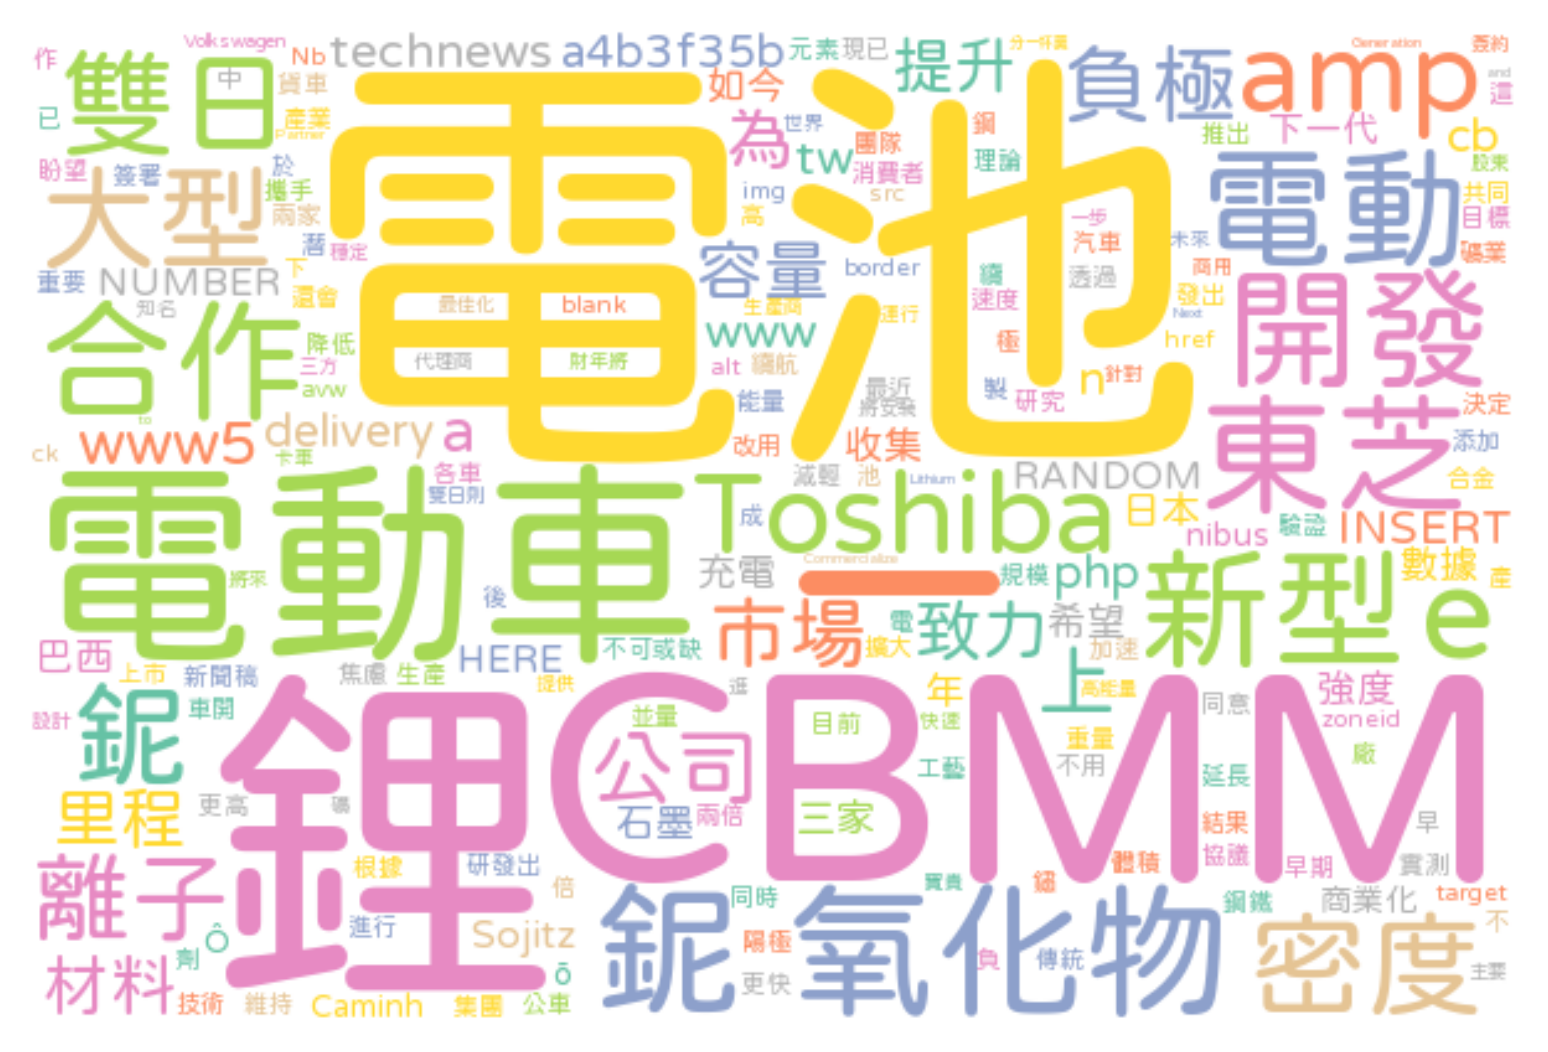 作
Volkswagen
Nb
technews
a4b3f35b
元素
現已
提升
分一杯羹
負極
Generation
amp
簽約
and
這
雙日
中
貨車
電池
如今
為
世界
鋼
推出
下一代
cb
已
產業
Partner
團隊
tw
消費者
理論
股東
盼望
簽署
於
攜手
img
src
電動
共同
大型
兩家
高
一步
目標
潛
穩定
容量
汽車
未來
礦業
重要
NUMBER
下
border
續
透過
商用
還會
知名
最佳化
blank
生產商
運行
速度
發出
Next
開發
合作
降低
www
極
href
三方
代理商
財年將
alt
續航
n
針對
avw
能量
最近
製
研究
將安裝
to
www5
delivery
a
改用
收集
東芝
決定
添加
ck
卡車
各車
減輕
池
Lithium
RANDOM
合金
雙日則
電動車
Toshiba
成
日本
nibus
INSERT
將來
充電
Commercialize
一
規模
php
新型
數據
產
後
市場
電
致力
希望
e
巴西
上市
新聞稿
焦慮
生產
HERE
不可或缺
擴大
加速
提供
逛
年
上
高能量
強度
設計
鈮
車開
鋰
CBMM
並量
目前
快速
同意
zoneid
公司
重量
廠
工藝
不用
延長
里程
更高
礦
石墨
兩倍
三家
結果
早
離子
根據
研發出
體積
協議
早期
實測
倍
同時
寶貴
鏽
鋼鐵
商業化
target
進行
Sojitz
鈮
氧化物
陽極
密度
不
Ô
材料
劑
ō
更快
負
傳統
主要
技術
維持
Caminh
集團
公車